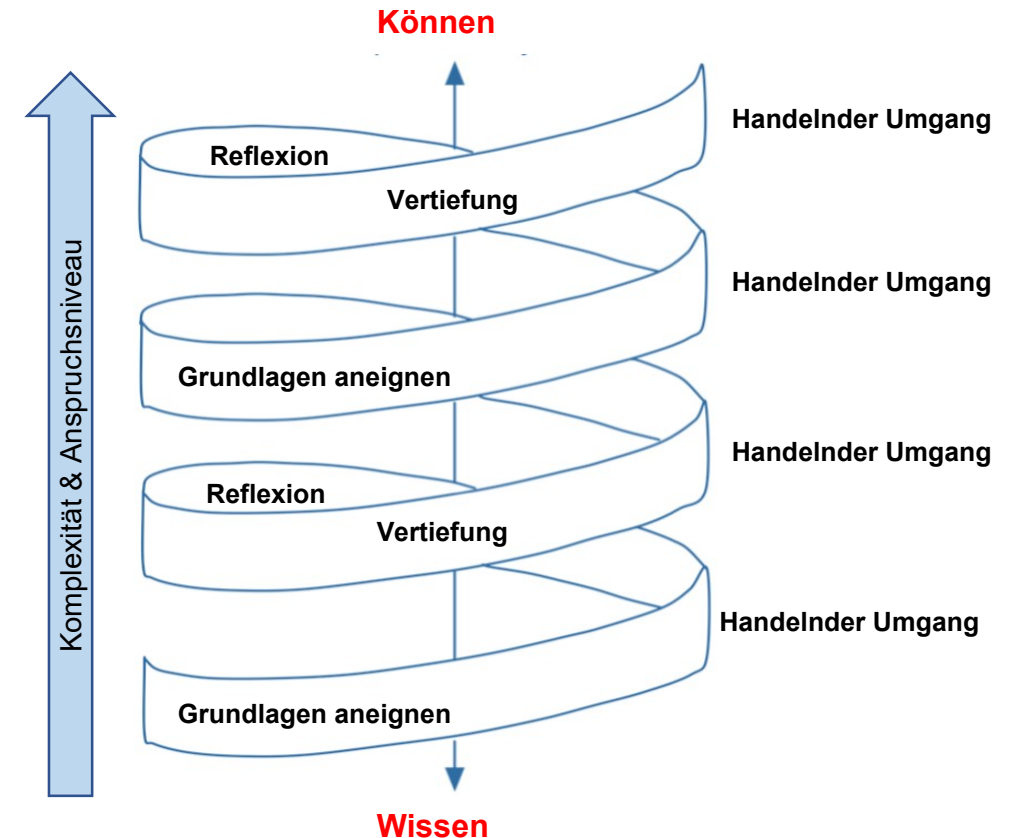 Können
Handelnder Umgang
Reflexion
Vertiefung
Handelnder Umgang
Grundlagen aneignen
Handelnder Umgang
Reflexion
Vertiefung
Handelnder Umgang
Grundlagen aneignen
Wissen
Komplexität & Anspruchsniveau